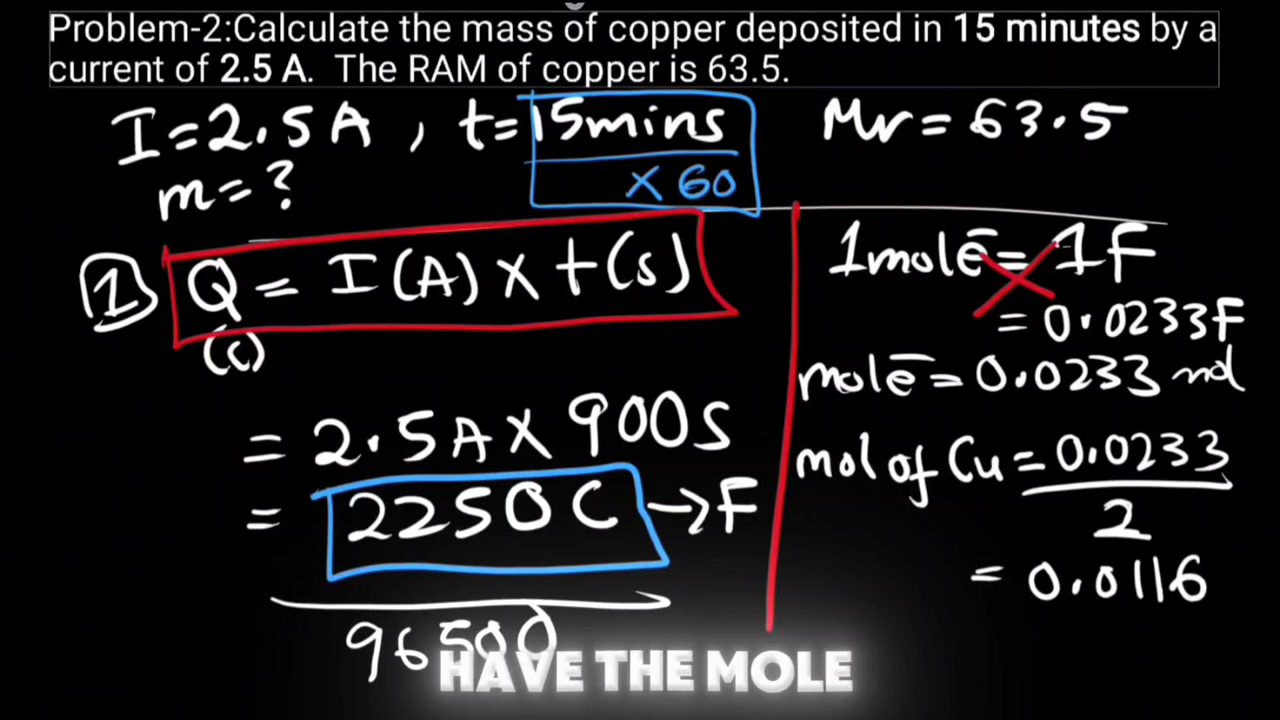 Problem-2:Calculate the mass of copper deposited in 15 minutes by a
current of 2.5 A. The RAM of copper is 63.5.
I=2.5A, t=15mins Mr=63.5
× 60
m=?
① Q = I(A) × t(s)
(C)
= 2.5A × 900S
= 2250C → F
96500
1mole̅ = 1F
= 0.0233F
mole̅ = 0.0233 mol
mol of Cu = 0.0233
2
= 0.0116
HAVE THE MOLE